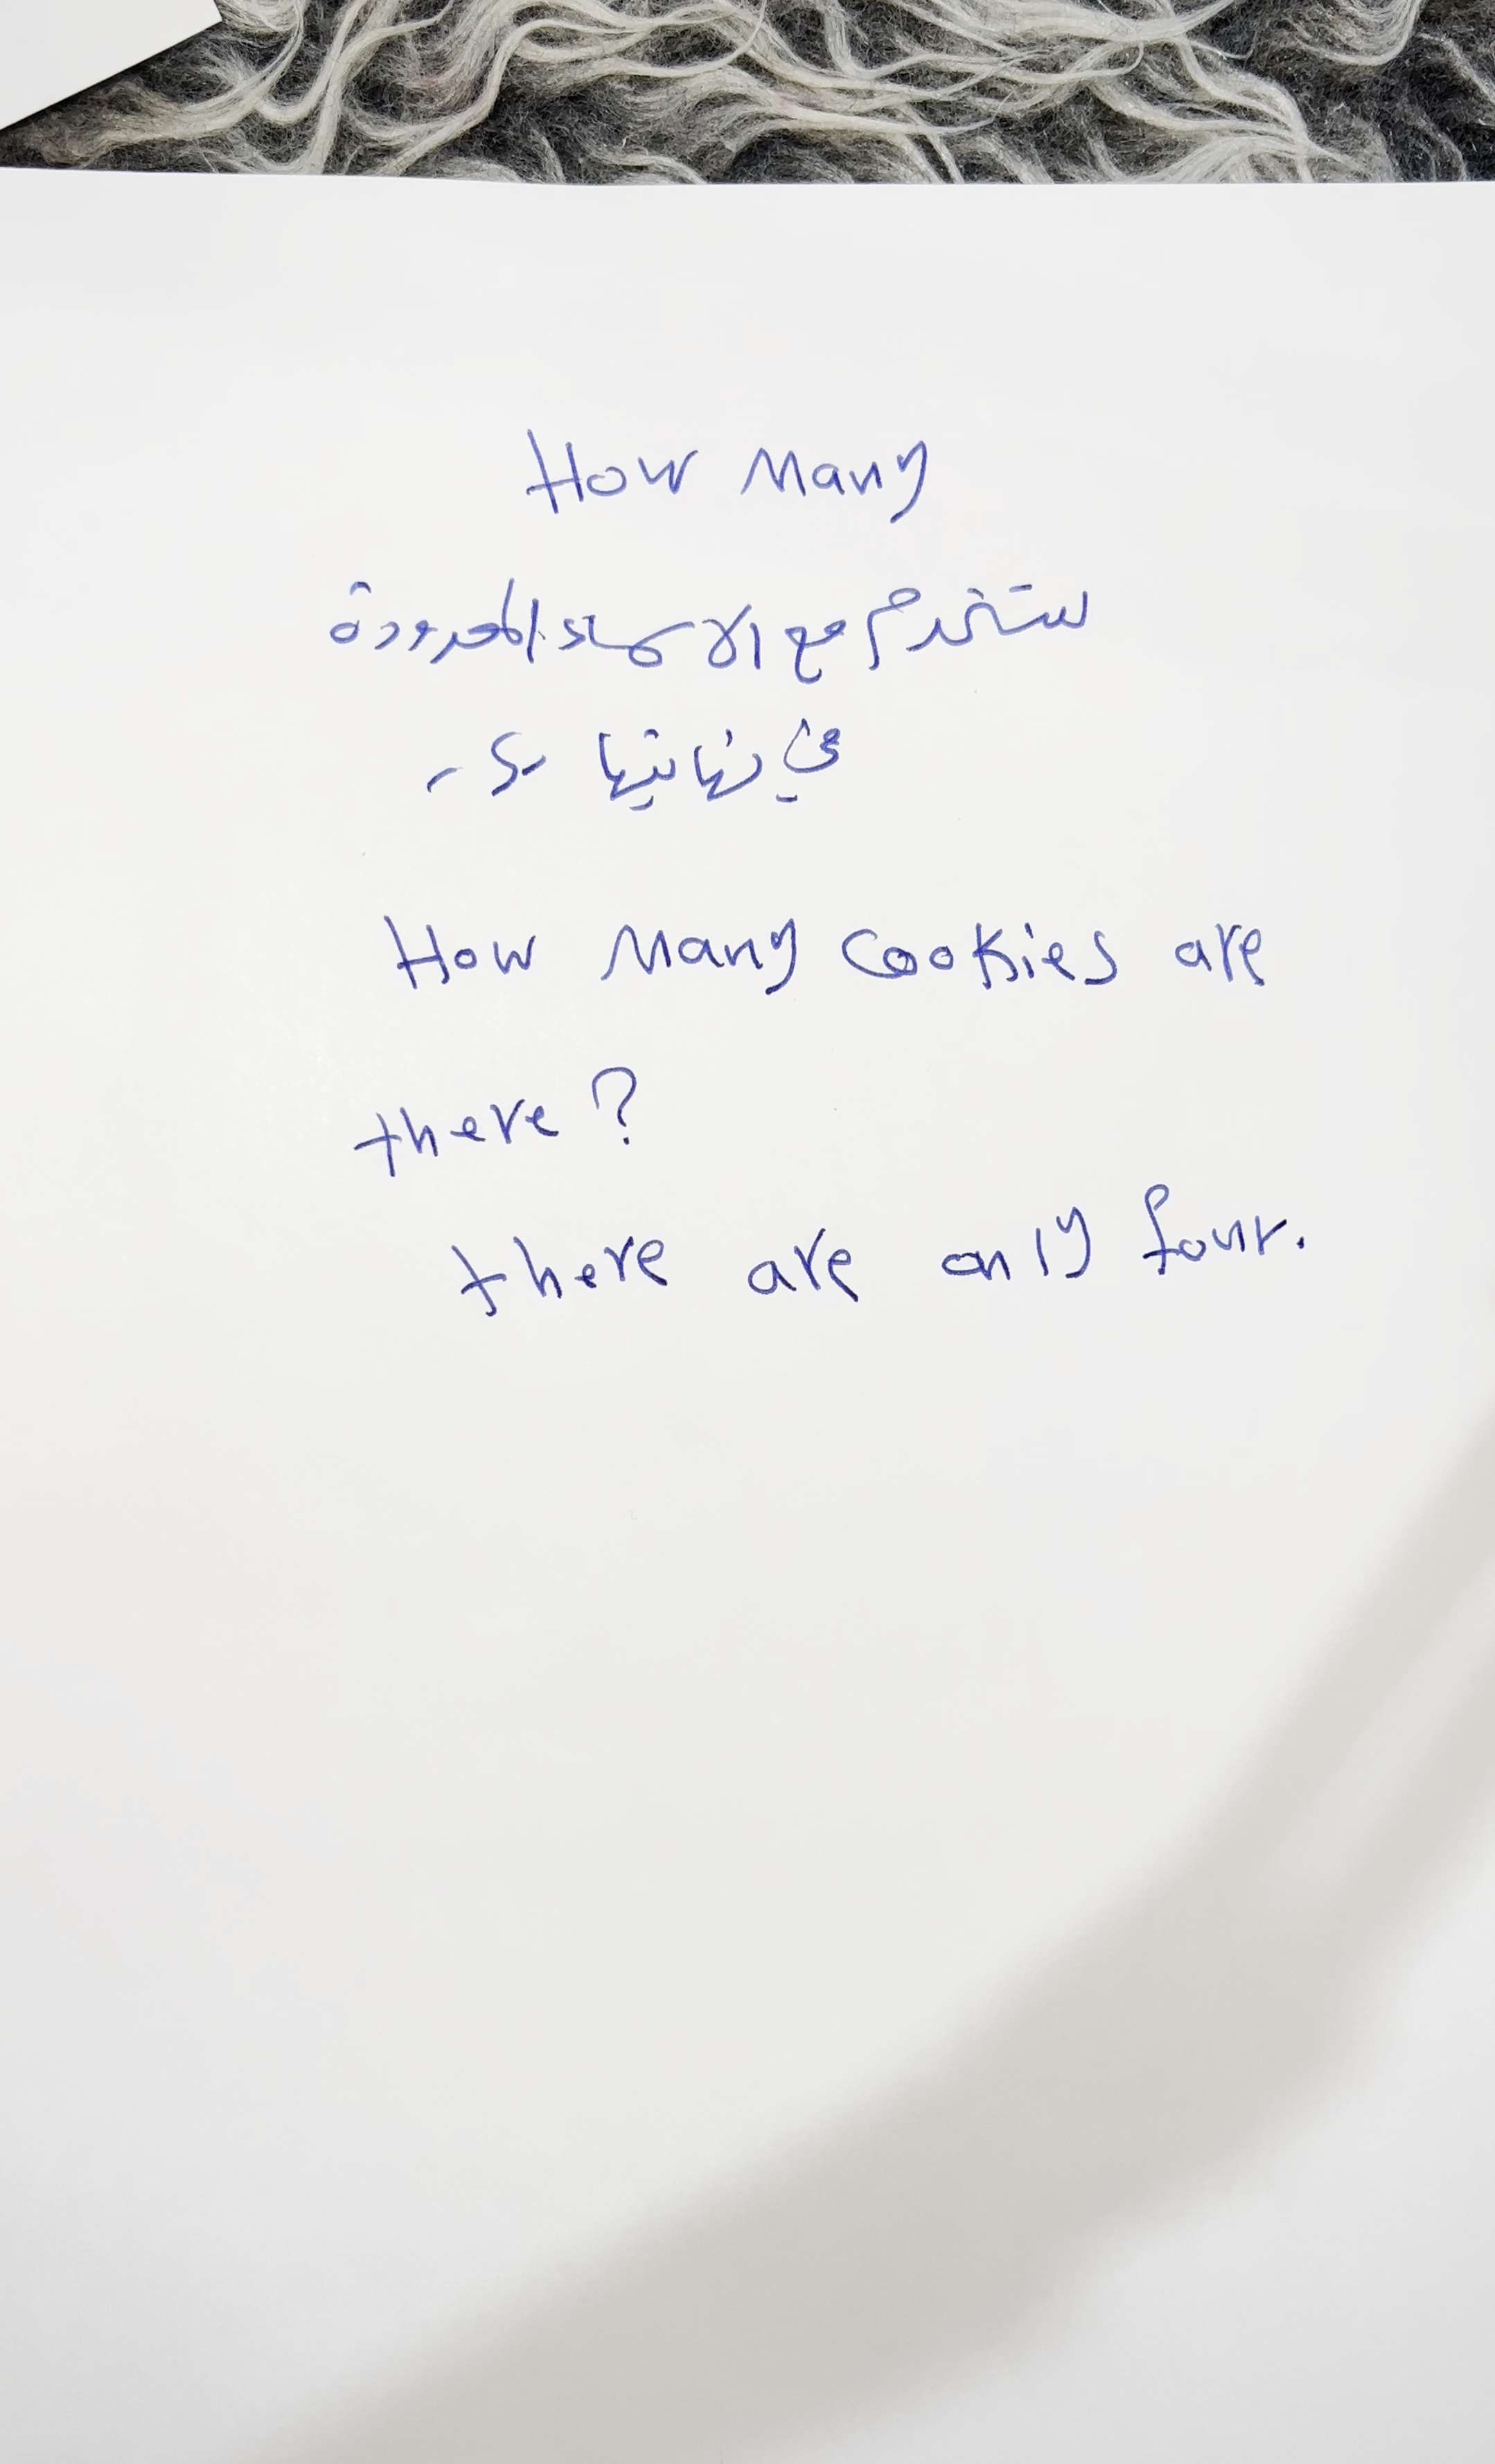 How Many
تستخدم مع الاسماء المعدودة
في نهايتها S -
How Many cookies are
there?
there are only four.